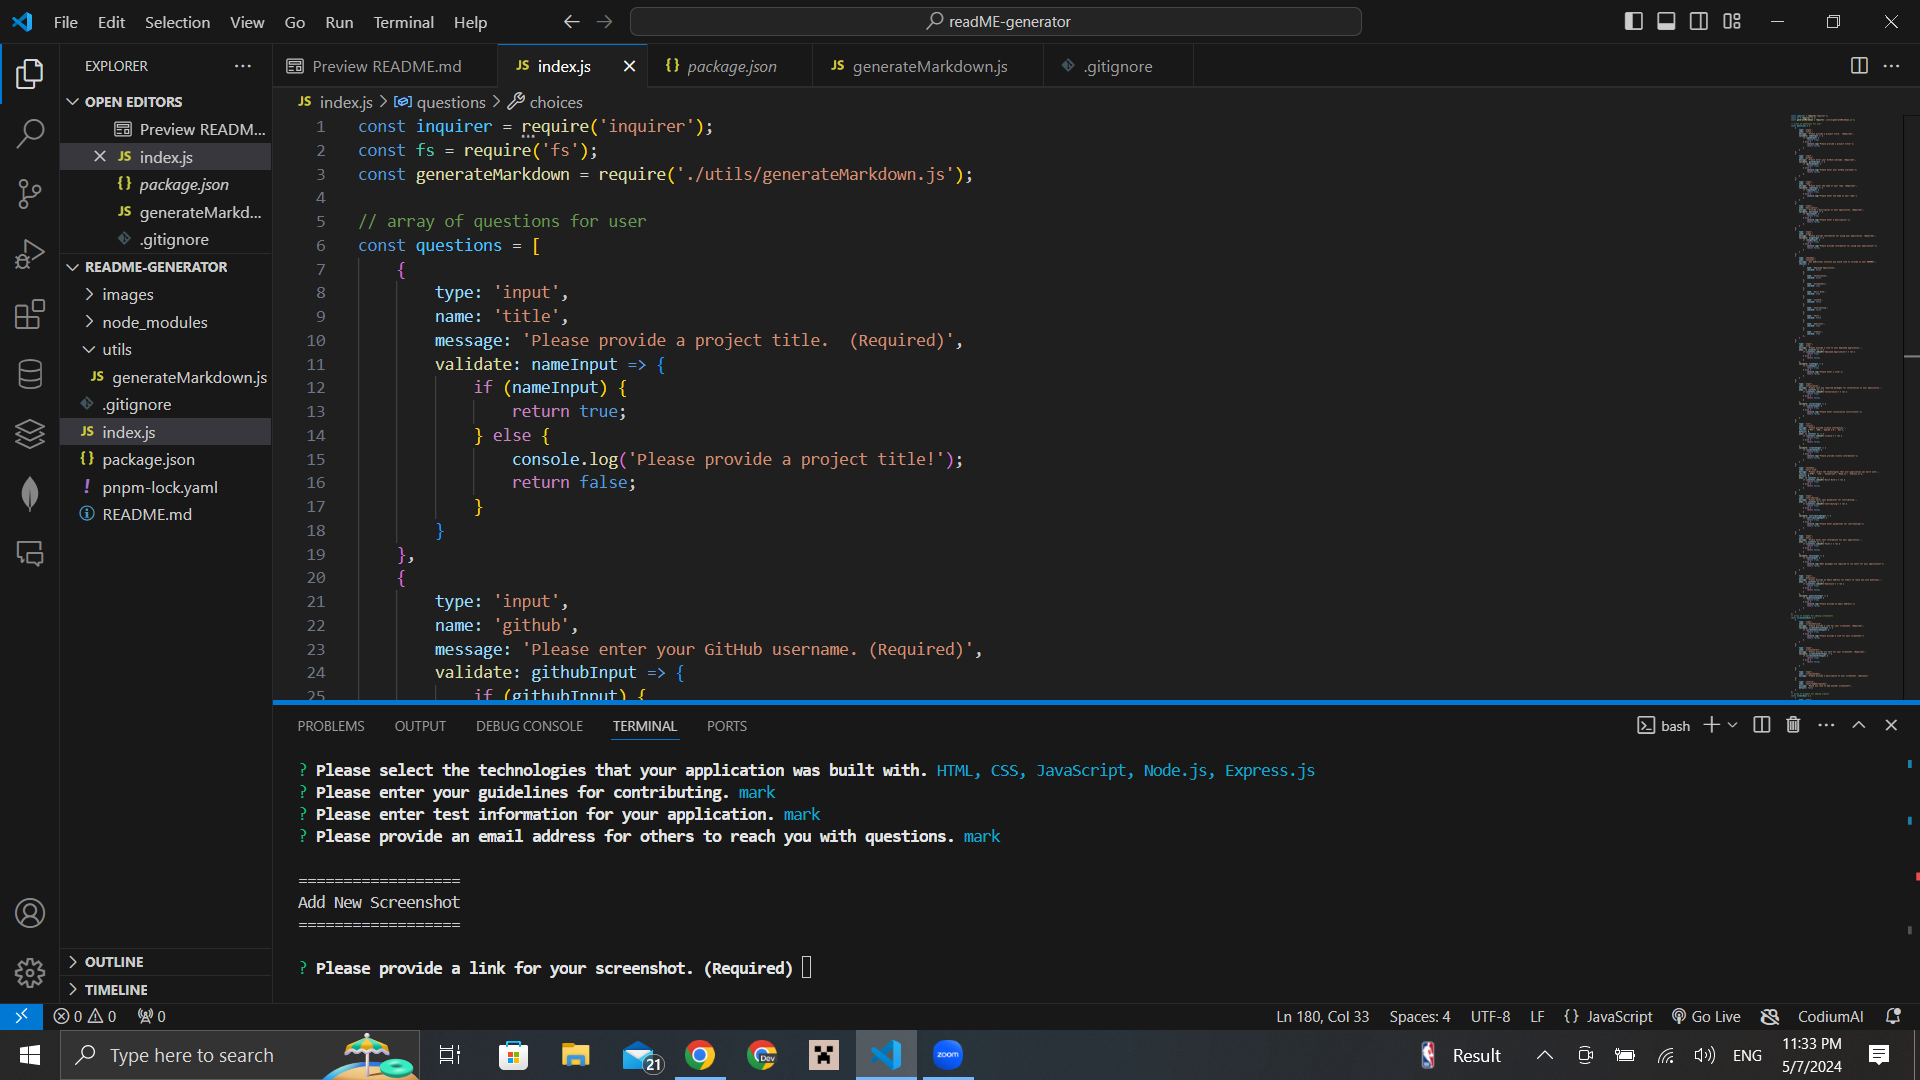 File Edit Selection View Go Run Terminal Help
readME-generator
EXPLORER
OPEN EDITORS
Preview READM...
index.js
package.json
generateMarkd...
.gitignore
README-GENERATOR
images
node_modules
utils
generateMarkdown.js
.gitignore
index.js
package.json
pnpm-lock.yaml
README.md
OUTLINE
TIMELINE
Preview README.md index.js package.json generateMarkdown.js .gitignore
index.js > questions > choices
1 const inquirer = require('inquirer');
2 const fs = require('fs');
3 const generateMarkdown = require('./utils/generateMarkdown.js');
4
5 // array of questions for user
6 const questions = [
7 {
8 type: 'input',
9 name: 'title',
10 message: 'Please provide a project title.  (Required)',
11 validate: nameInput => {
12 if (nameInput) {
13 return true;
14 } else {
15 console.log('Please provide a project title!');
16 return false;
17 }
18 }
19 },
20 {
21 type: 'input',
22 name: 'github',
23 message: 'Please enter your GitHub username. (Required)',
24 validate: githubInput => {
25 if (githubInput) {
PROBLEMS OUTPUT DEBUG CONSOLE TERMINAL PORTS
bash
? Please select the technologies that your application was built with. HTML, CSS, JavaScript, Node.js, Express.js
? Please enter your guidelines for contributing. mark
? Please enter test information for your application. mark
? Please provide an email address for others to reach you with questions. mark
==================
Add New Screenshot
==================
? Please provide a link for your screenshot. (Required)
0 0 0
Ln 180, Col 33 Spaces: 4 UTF-8 LF {} JavaScript Go Live CodiumAI
Type here to search
21
Dev
zoom
Result
ENG
11:33 PM
5/7/2024